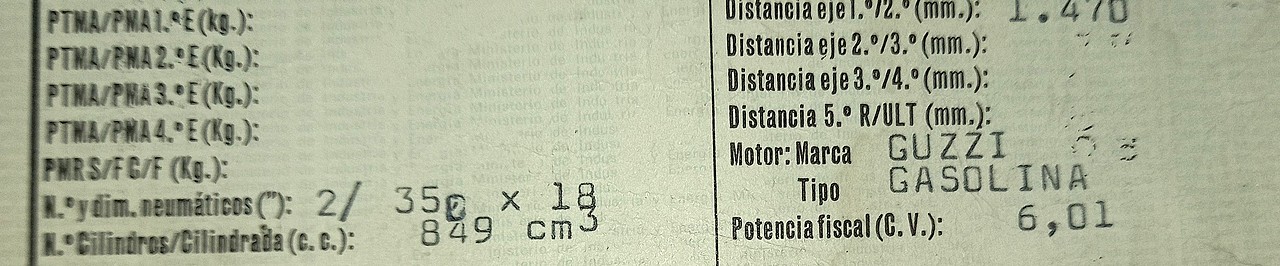 PTMA/PMA 1.º E (kg.):
PTMA/PMA 2.º E (Kg.):
PTMA/PMA 3.º E (Kg.):
PTMA/PMA 4.º E (Kg.):
PMR S/F C/F (Kg.):
N.º y dim. neumáticos ("): 2/ 350 x 18
N.º Cilindros/Cilindrada (c. c.): 849 cm3
Distancia eje 1.º/2.º (mm.): 1.470
Distancia eje 2.º/3.º (mm.):
Distancia eje 3.º/4.º (mm.):
Distancia 5.º R/ULT (mm.):
Motor: Marca GUZZI
Tipo GASOLINA
Potencia fiscal (C. V.): 6,01